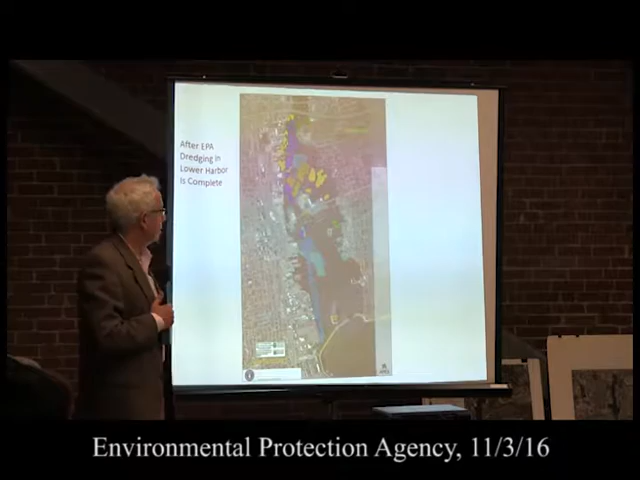 After EPA
Dredging in
Lower Harbor
Is Complete
Environmental Protection Agency, 11/3/16